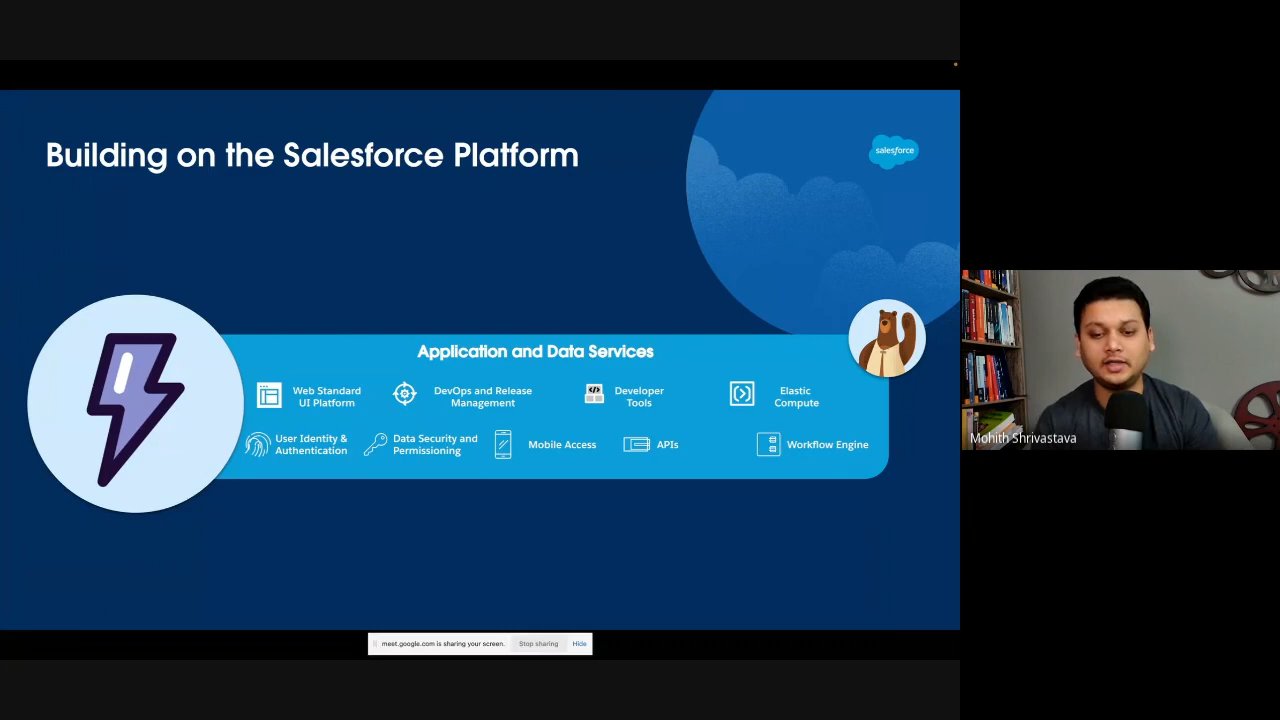 Building on the Salesforce Platform
salesforce
Application and Data Services
Web Standard
UI Platform
DevOps and Release
Management
Developer
Tools
Elastic
Compute
User Identity &
Authentication
Data Security and
Permissioning
Mobile Access
APIs
Workflow Engine
Mohith Shrivastava
meet.google.com is sharing your screen.
Stop sharing
Hide